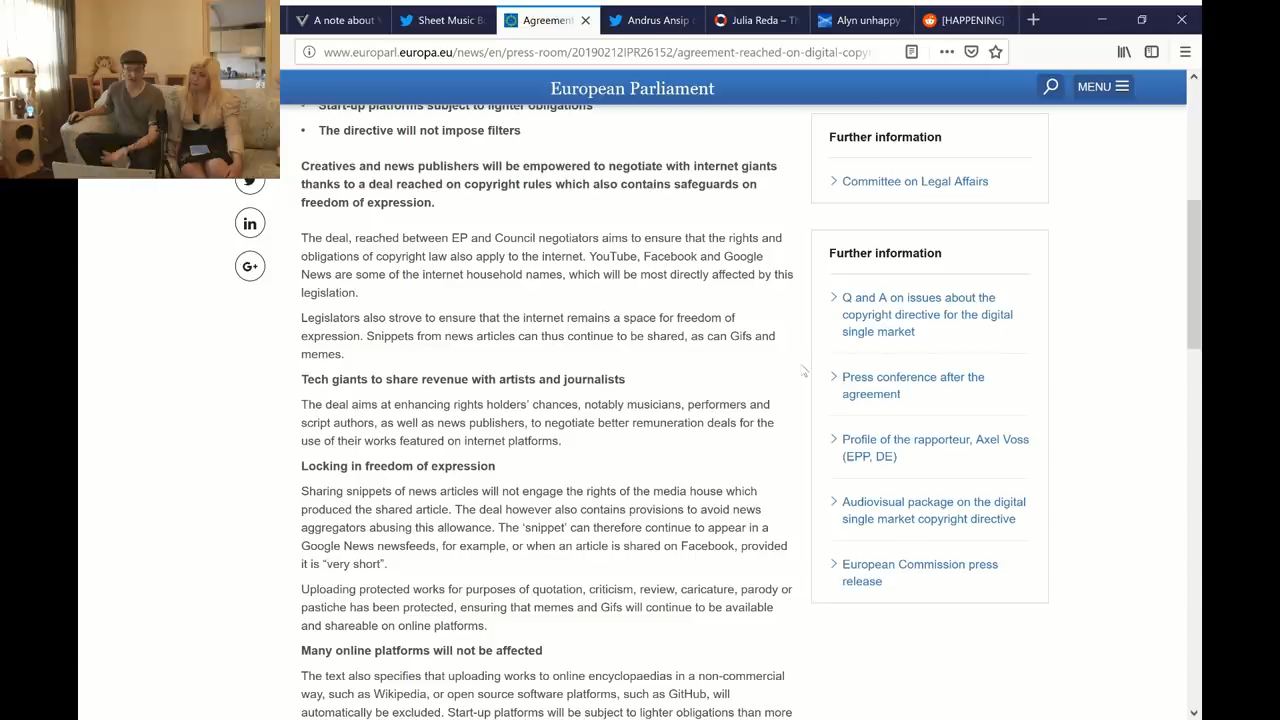 A note about
Sheet Music B
Agreement
Andrus Ansip
Julia Reda – Th
Alyn unhappy
[HAPPENING]
www.europarl.europa.eu/news/en/press-room/20190212IPR26152/agreement-reached-on-digital-copy
European Parliament
MENU
Start-up platforms subject to lighter obligations
• The directive will not impose filters
Creatives and news publishers will be empowered to negotiate with internet giants
thanks to a deal reached on copyright rules which also contains safeguards on
freedom of expression.
The deal, reached between EP and Council negotiators aims to ensure that the rights and
obligations of copyright law also apply to the internet. YouTube, Facebook and Google
News are some of the internet household names, which will be most directly affected by this
legislation.
Legislators also strove to ensure that the internet remains a space for freedom of
expression. Snippets from news articles can thus continue to be shared, as can Gifs and
memes.
Tech giants to share revenue with artists and journalists
The deal aims at enhancing rights holders’ chances, notably musicians, performers and
script authors, as well as news publishers, to negotiate better remuneration deals for the
use of their works featured on internet platforms.
Locking in freedom of expression
Sharing snippets of news articles will not engage the rights of the media house which
produced the shared article. The deal however also contains provisions to avoid news
aggregators abusing this allowance. The ‘snippet’ can therefore continue to appear in a
Google News newsfeeds, for example, or when an article is shared on Facebook, provided
it is “very short”.
Uploading protected works for purposes of quotation, criticism, review, caricature, parody or
pastiche has been protected, ensuring that memes and Gifs will continue to be available
and shareable on online platforms.
Many online platforms will not be affected
The text also specifies that uploading works to online encyclopaedias in a non-commercial
way, such as Wikipedia, or open source software platforms, such as GitHub, will
automatically be excluded. Start-up platforms will be subject to lighter obligations than more
in
G+
Further information
Committee on Legal Affairs
Further information
Q and A on issues about the
copyright directive for the digital
single market
Press conference after the
agreement
Profile of the rapporteur, Axel Voss
(EPP, DE)
Audiovisual package on the digital
single market copyright directive
European Commission press
release